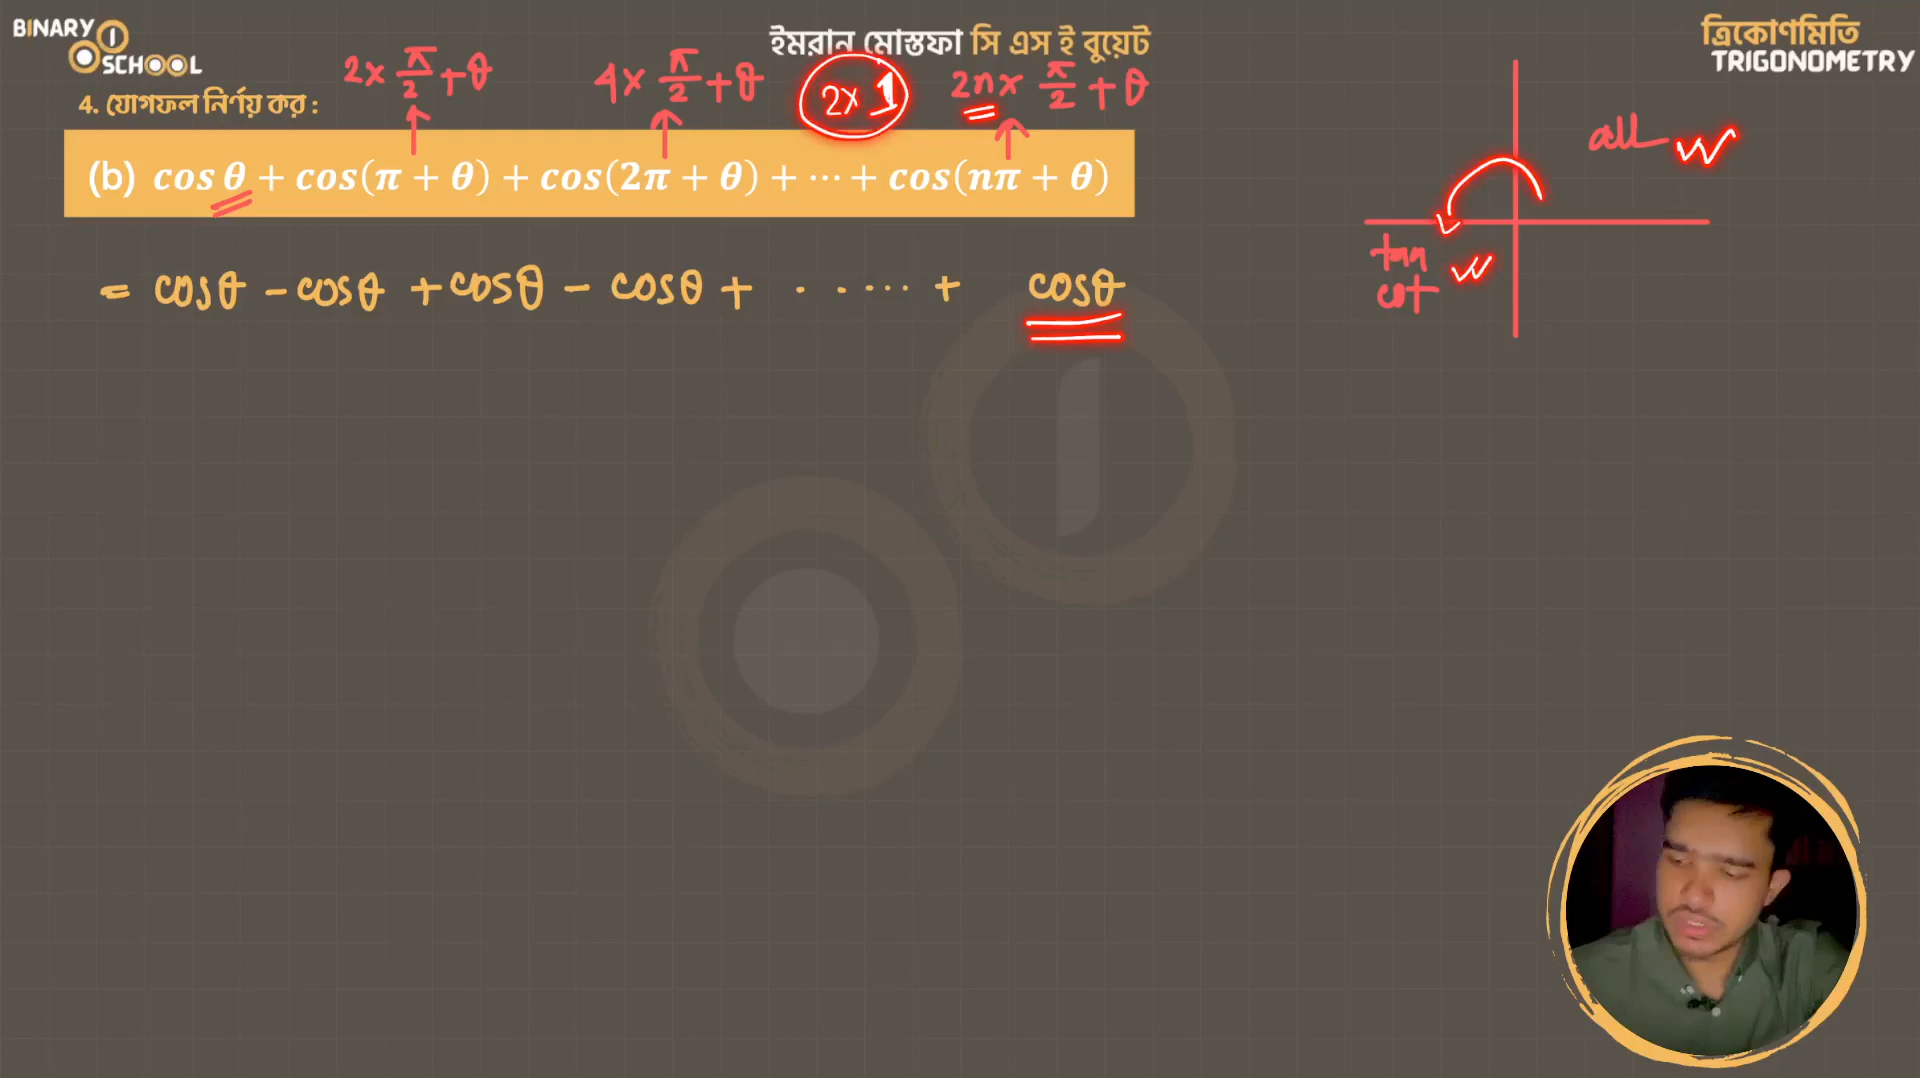 BINARY SCHOOL
ইমরান মোস্তফা সি এস ই বুয়েট
ত্রিকোণমিতি
TRIGONOMETRY
4. যোগফল নির্ণয় কর :
2× π/2 + θ 4× π/2 + θ 2×1 2n× π/2 + θ
(b) cos θ + cos(π + θ) + cos(2π + θ) + ⋯ + cos(nπ + θ)
all
tan
cot
= cosθ - cosθ + cosθ - cosθ + ...... + cosθ